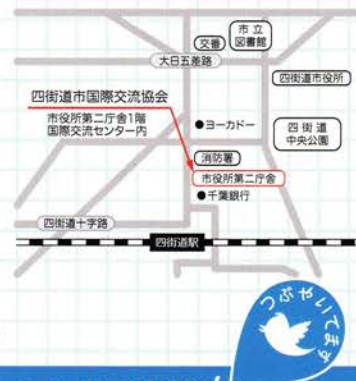 市立
図書館
交番
大日五差路
四街道市役所
四街道市国際交流協会
市役所第二庁舎1階
国際交流センター内
●ヨーカドー
四街道
中央公園
消防署
市役所第二庁舎
●千葉銀行
四街道十字路
四街道駅
つぶやいてます